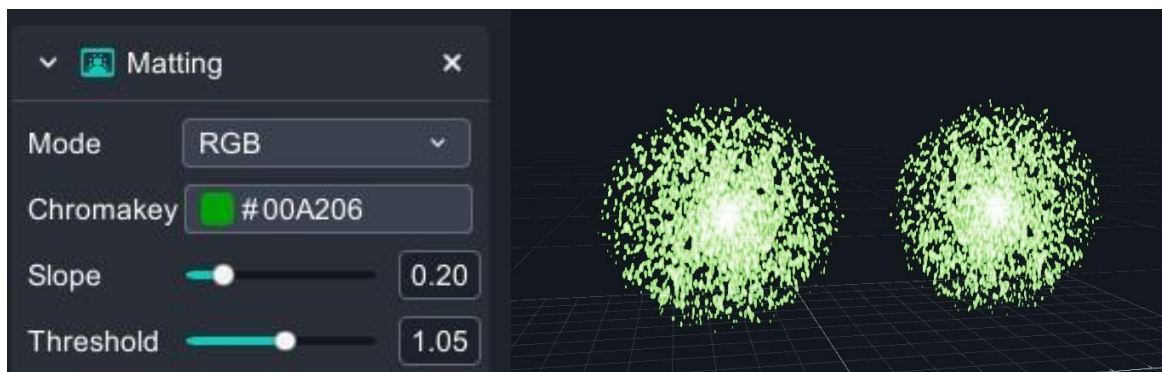 Matting
Mode RGB
Chromakey #00A206
Slope 0.20
Threshold 1.05